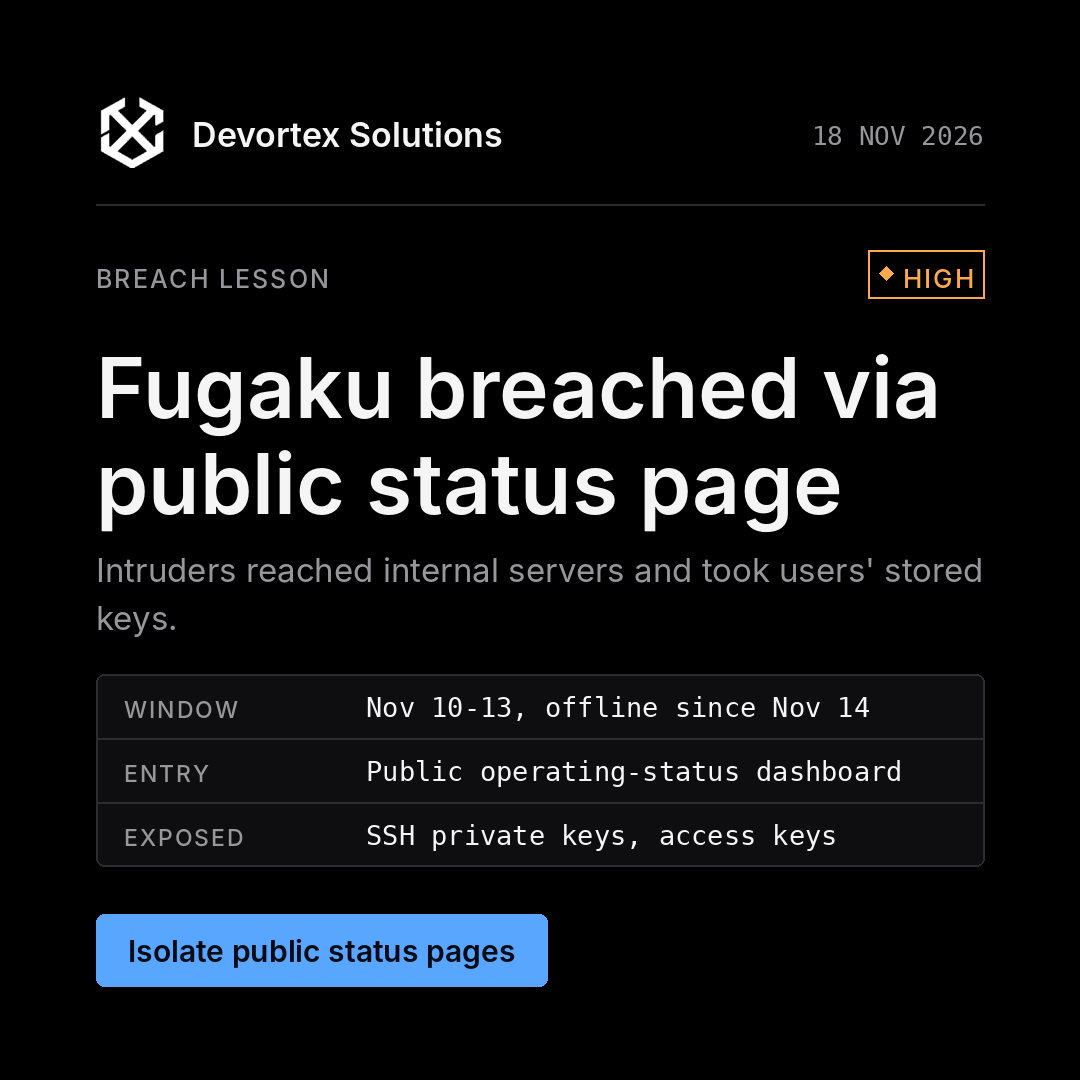 Devortex Solutions
18 NOV 2026
BREACH LESSON
HIGH
Fugaku breached via
public status page
Intruders reached internal servers and took users' stored
keys.
WINDOW Nov 10-13, offline since Nov 14
ENTRY Public operating-status dashboard
EXPOSED SSH private keys, access keys
Isolate public status pages